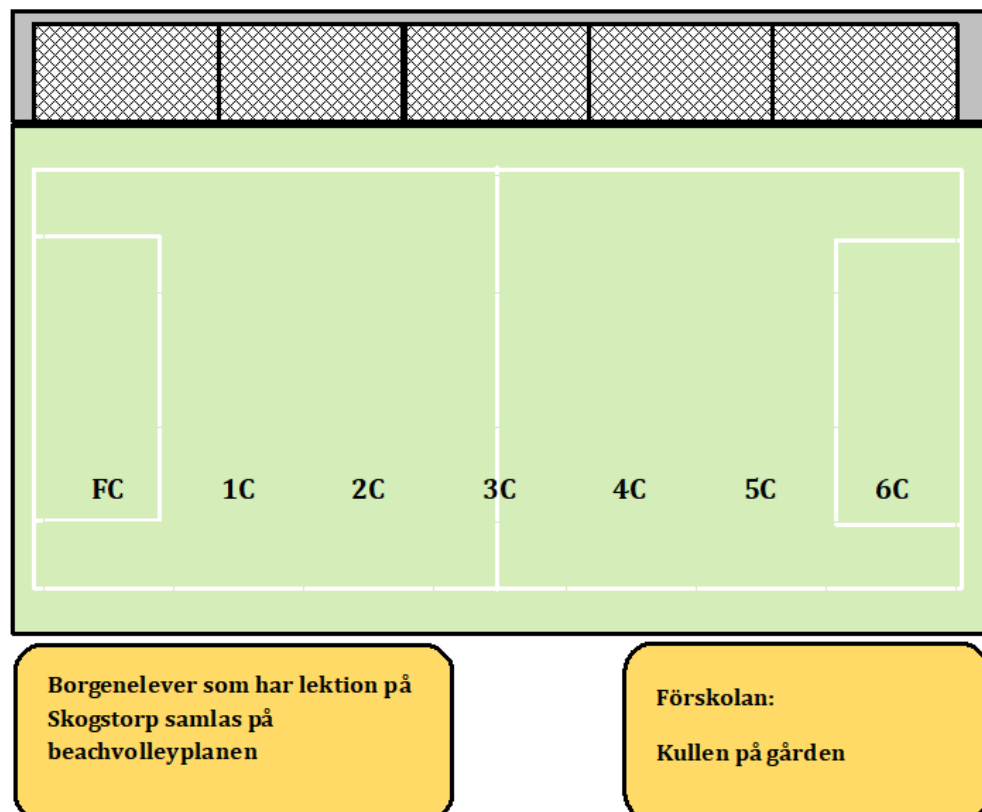 FC 1C 2C 3C 4C 5C 6C
Borgenelever som har lektion på
Skogstorp samlas på
beachvolleyplanen
Förskolan:
Kullen på gården